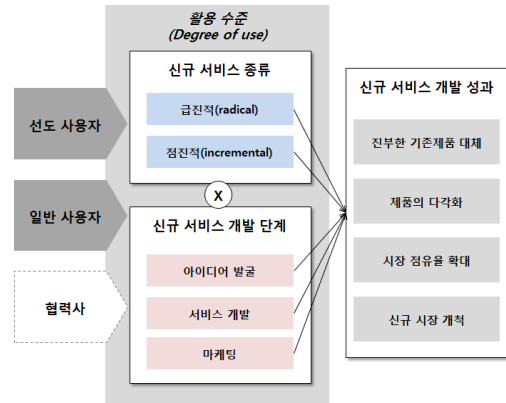 활용 수준
(Degree of use)
신규 서비스 종류
급진적(radical)
점진적(incremental)
X
신규 서비스 개발 단계
아이디어 발굴
서비스 개발
마케팅
선도 사용자
일반 사용자
협력사
신규 서비스 개발 성과
진부한 기존제품 대체
제품의 다각화
시장 점유율 확대
신규 시장 개척